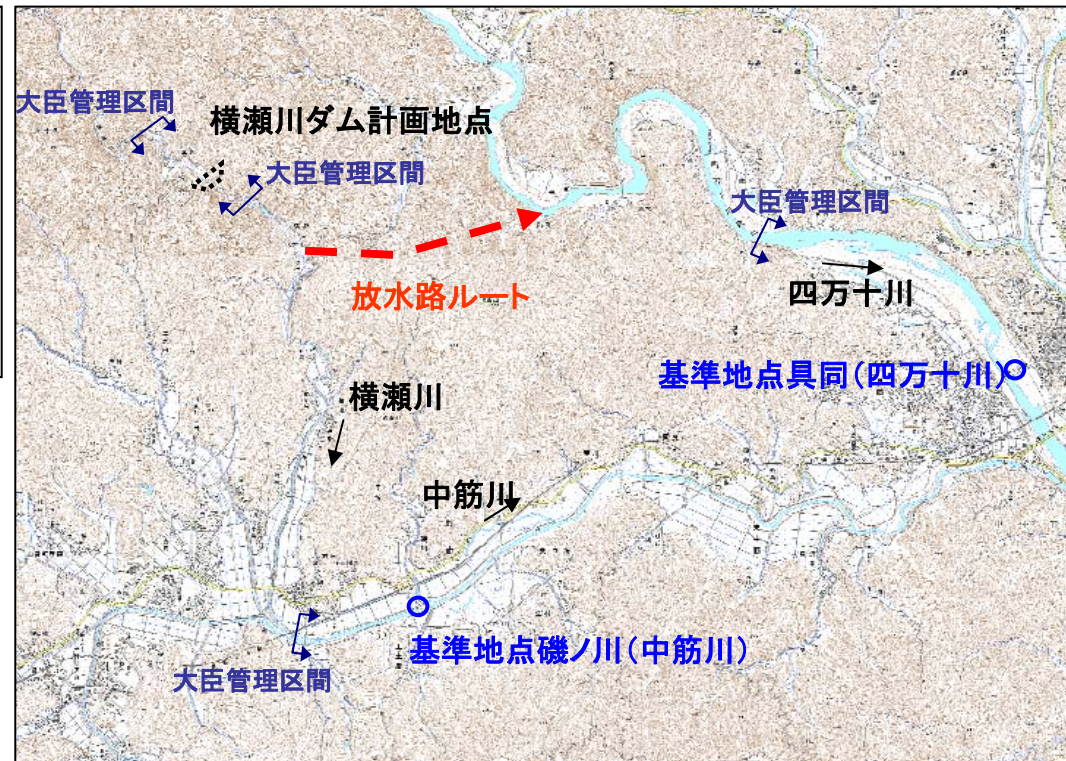 大臣管理区間
横瀬川ダム計画地点
大臣管理区間
大臣管理区間
放水路ルート
四万十川
基準地点具同(四万十川)
横瀬川
中筋川
基準地点磯ノ川(中筋川)
大臣管理区間